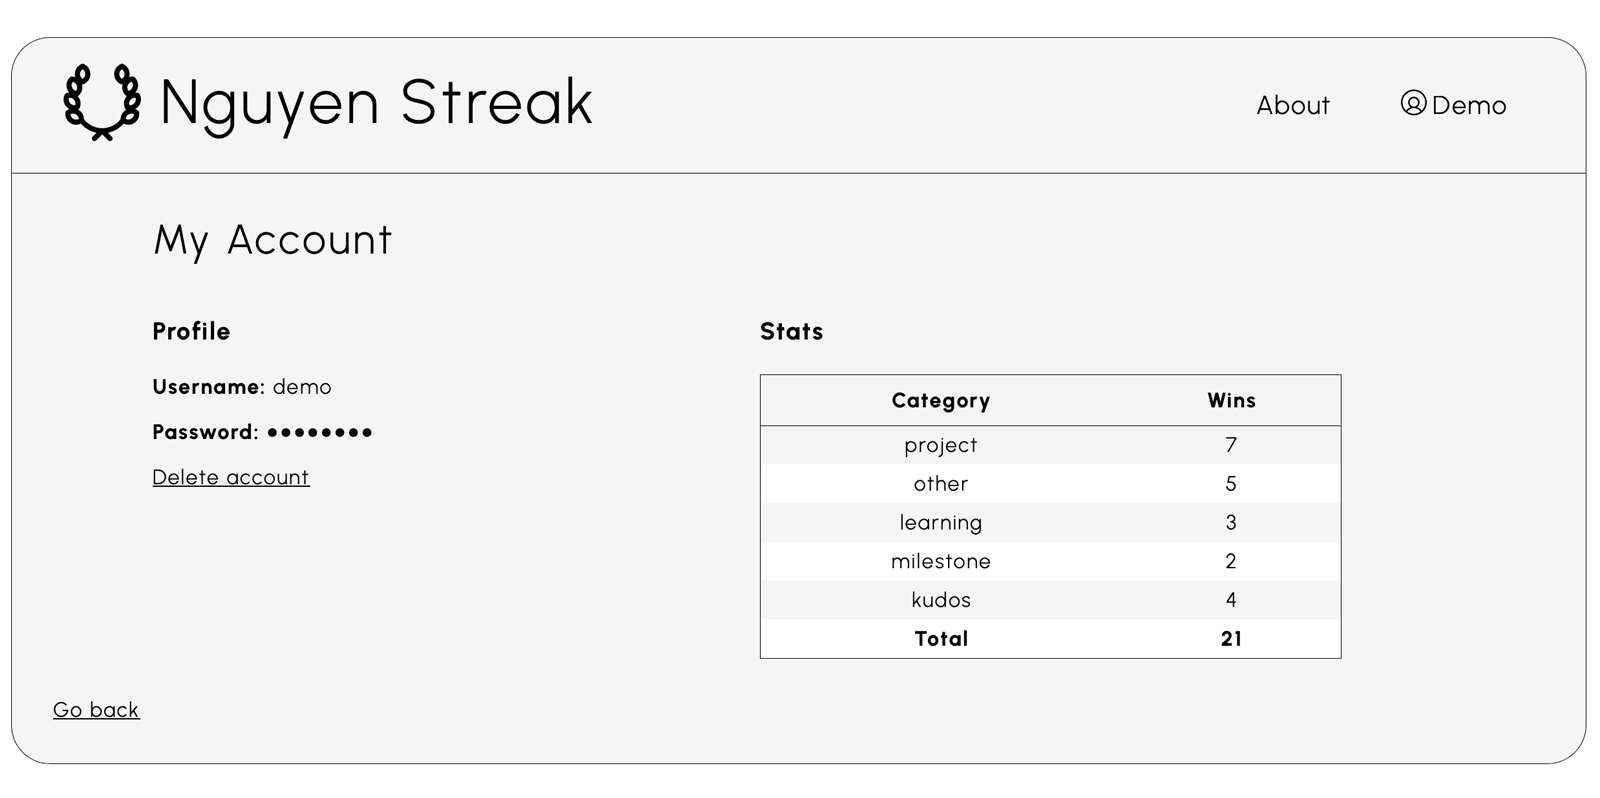 Nguyen Streak
About
Demo
My Account
Profile
Username: demo
Password: ●●●●●●●●
Delete account
Stats
Category Wins
project 7
other 5
learning 3
milestone 2
kudos 4
Total 21
Go back